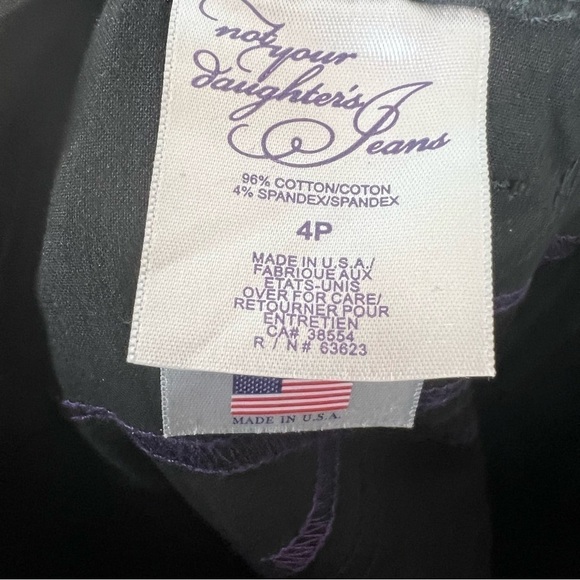 not your
daughter's
Jeans
96% COTTON/COTON
4% SPANDEX/SPANDEX
4P
MADE IN U.S.A./
FABRIQUE AUX
ETATS-UNIS
OVER FOR CARE/
RETOURNER POUR
ENTRETIEN
CA# 38554
R / N # 63623
MADE IN U.S.A.